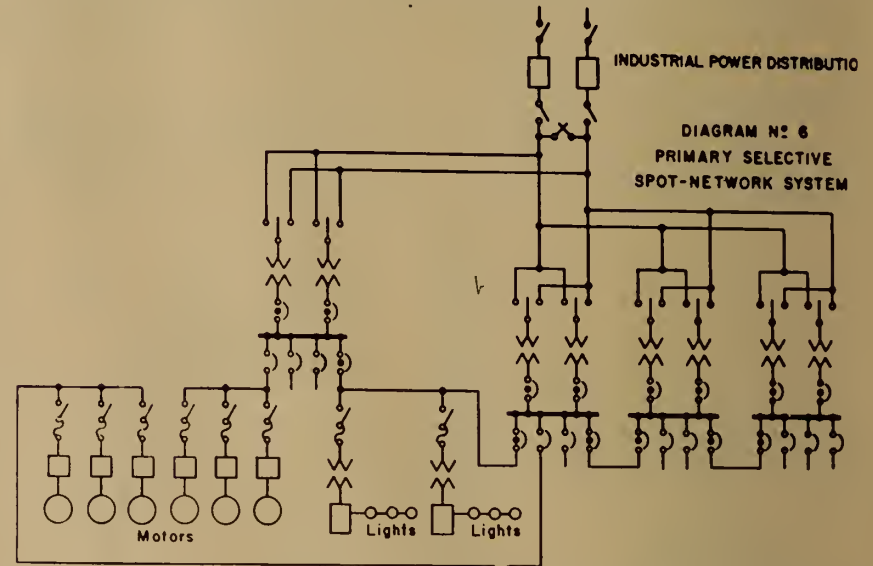 INDUSTRIAL POWER DISTRIBUTIO
DIAGRAM Nº 6
PRIMARY SELECTIVE
SPOT-NETWORK SYSTEM
Motors
Lights
Lights